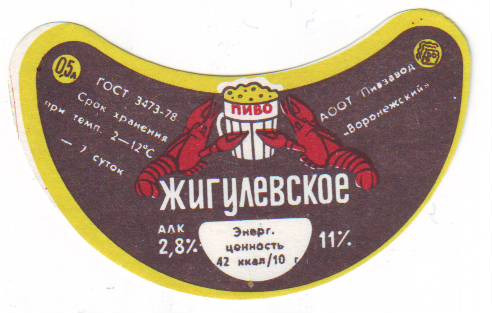 0,5л
ГОСТ 3473-78
Срок хранения
при темп. 2—12°С
— 7 суток
ПИВО
АООТ "Пивзавод
„Воронежский"
ЖИГУЛЕВСКОЕ
АЛК
2,8%
Энерг.
ценность
42 ккал/10 г
11%